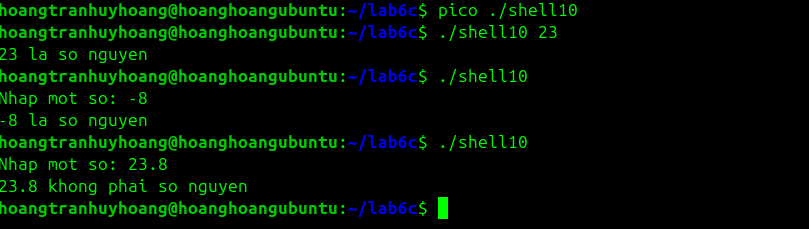 hoangtranhuyhoang@hoanghoangubuntu:~/lab6c$ pico ./shell10
hoangtranhuyhoang@hoanghoangubuntu:~/lab6c$ ./shell10 23
23 la so nguyen
hoangtranhuyhoang@hoanghoangubuntu:~/lab6c$ ./shell10
Nhap mot so: -8
-8 la so nguyen
hoangtranhuyhoang@hoanghoangubuntu:~/lab6c$ ./shell10
Nhap mot so: 23.8
23.8 khong phai so nguyen
hoangtranhuyhoang@hoanghoangubuntu:~/lab6c$